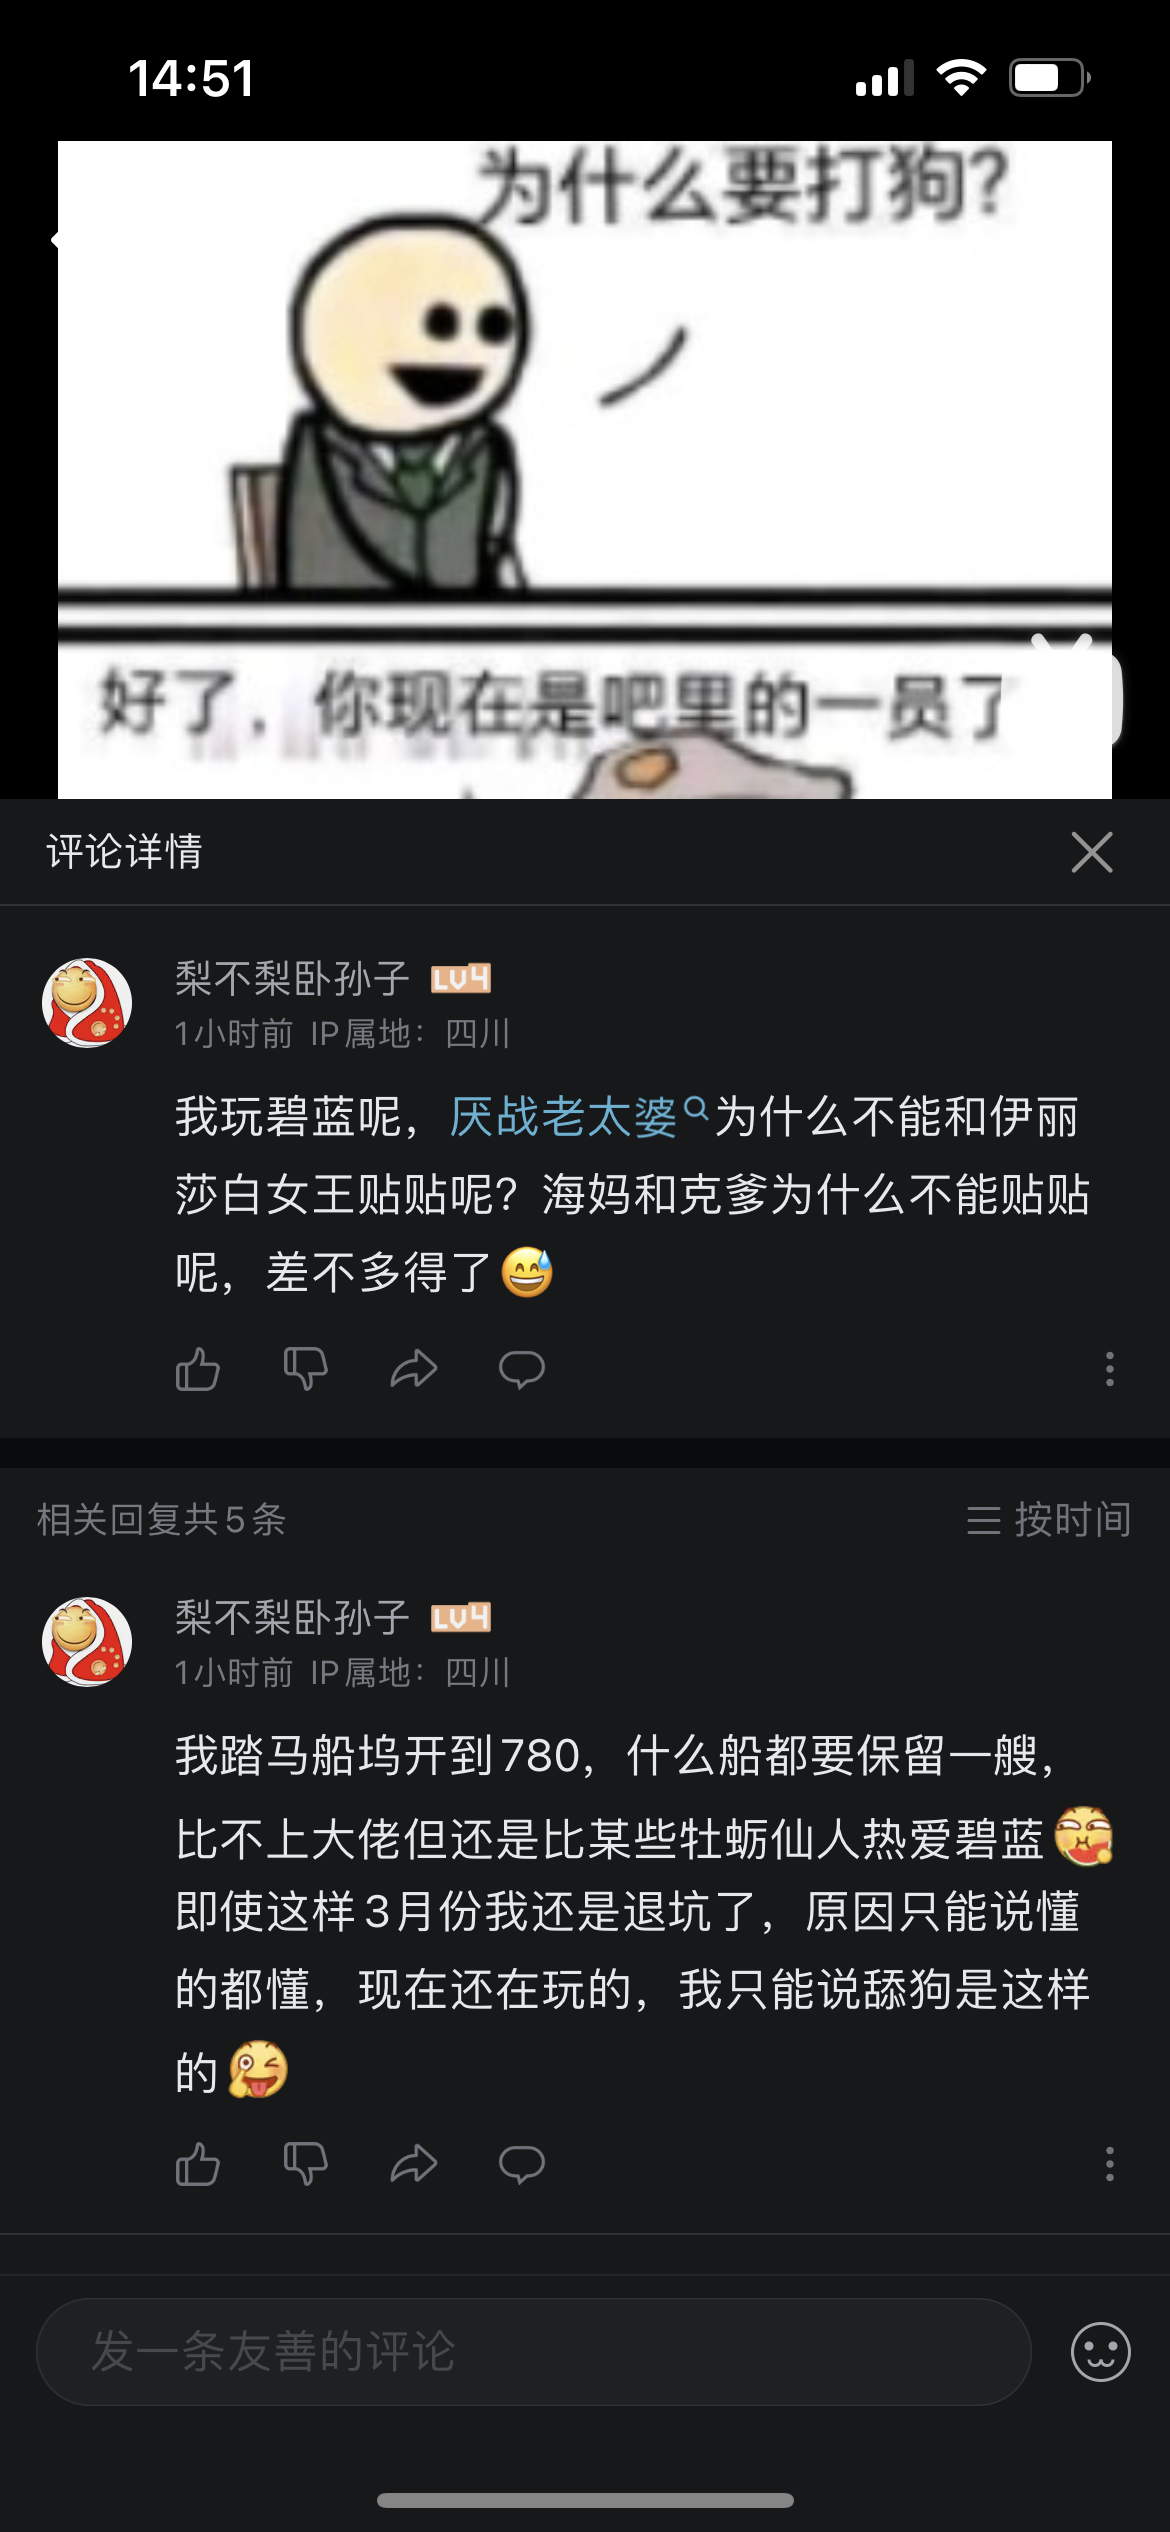 14:51
为什么要打狗?
好了，你现在是吧里的一员了
评论详情
梨不梨卧孙子 LV4
1小时前 IP属地：四川
我玩碧蓝呢，厌战老太婆为什么不能和伊丽
莎白女王贴贴呢？海妈和克爹为什么不能贴贴
呢，差不多得了😅
相关回复共5条
按时间
梨不梨卧孙子 LV4
1小时前 IP属地：四川
我踏马船坞开到780，什么船都要保留一艘，
比不上大佬但还是比某些牡蛎仙人热爱碧蓝
即使这样3月份我还是退坑了，原因只能说懂
的都懂，现在还在玩的，我只能说舔狗是这样
的
发一条友善的评论